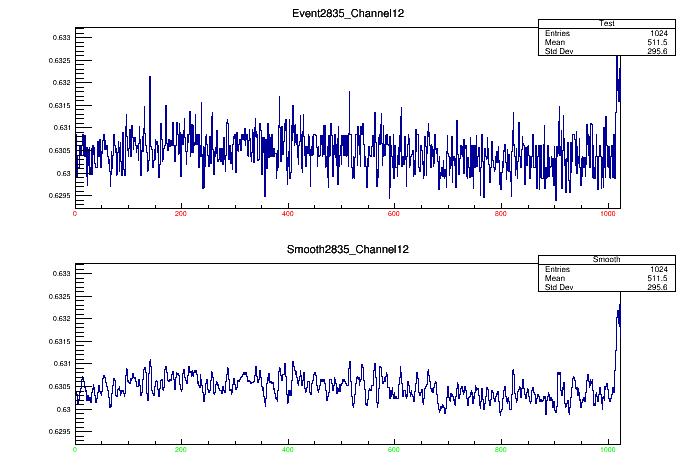 Event2835_Channel12
Test
Entries 1024
Mean 511.5
Std Dev 295.6
0.633
0.6325
0.632
0.6315
0.631
0.6305
0.63
0.6295
0 200 400 600 800 1000
Smooth2835_Channel12
Smooth
Entries 1024
Mean 511.5
Std Dev 295.6
0.633
0.6325
0.632
0.6315
0.631
0.6305
0.63
0.6295
0 200 400 600 800 1000